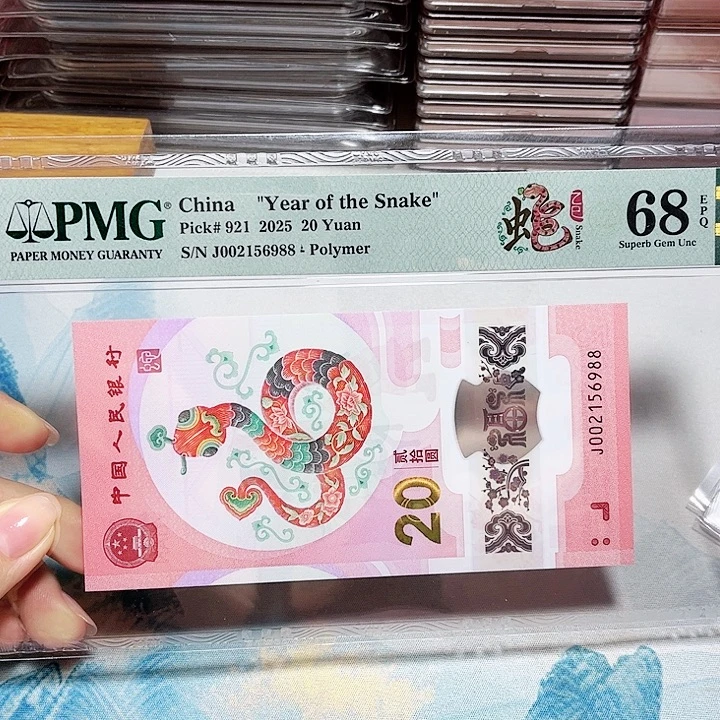 PMG®
PAPER MONEY GUARANTY
China "Year of the Snake"
Pick# 921 2025 20 Yuan
S/N J002156988 - Polymer
蛇
Snake
68
EPQ
Superb Gem Unc
中国人民银行
贰拾圆
20
J002156988